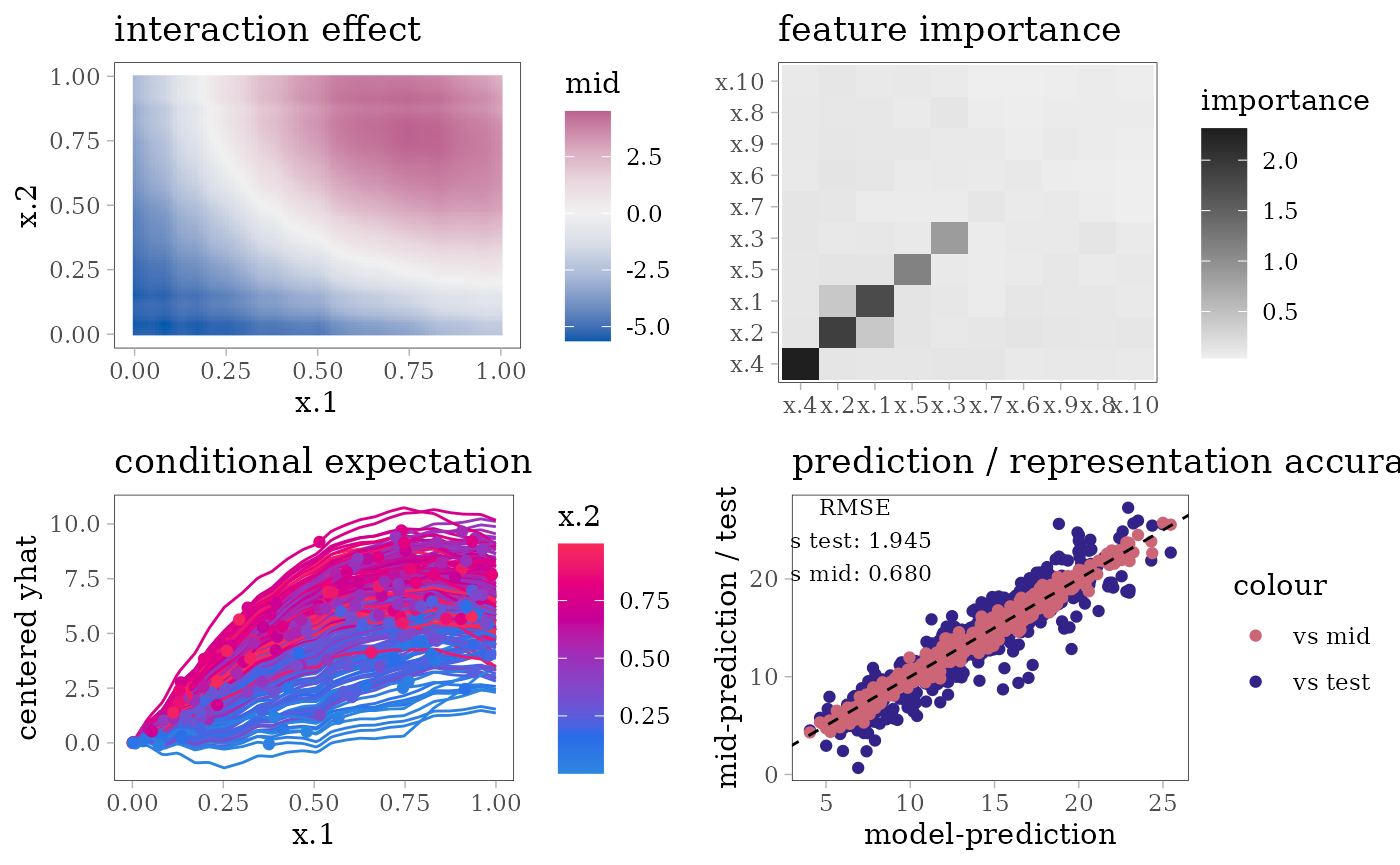 interaction effect
mid
1.00
0.75
0.50
0.25
0.00
x.2
2.5
0.0
-2.5
-5.0
0.00 0.25 0.50 0.75 1.00
x.1
feature importance
importance
x.10
x.8
x.9
x.6
x.7
x.3
x.5
x.1
x.2
x.4
2.0
1.5
1.0
0.5
x.4 x.2 x.1 x.5 x.3 x.7 x.6 x.9 x.8 x.10
conditional expectation
x.2
10.0
7.5
5.0
2.5
0.0
centered yhat
0.75
0.50
0.25
0.00 0.25 0.50 0.75 1.00
x.1
prediction / representation accura
RMSE
s test: 1.945
s mid: 0.680
mid-prediction / test
20
10
0
5 10 15 20 25
model-prediction
colour
vs mid
vs test